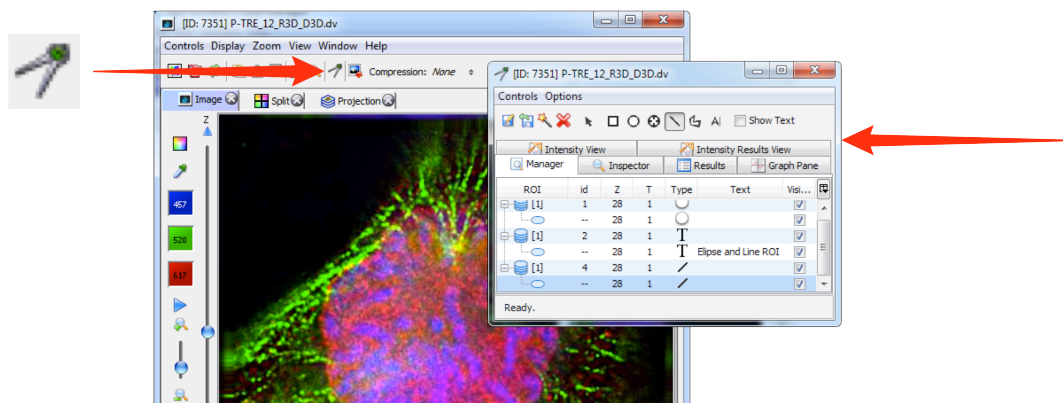 [ID: 7351] P-TRE_12_R3D_D3D.dv
Controls Display Zoom View Window Help
Compression: None
Image Split Projection
Z
457
528
617
[ID: 7351] P-TRE_12_R3D_D3D.dv
Controls Options
A Show Text
Intensity View Intensity Results View
Manager Inspector Results Graph Pane
ROI id Z T Type Text Visi...
[1] 1 28 1
-- 28 1
[1] 2 28 1 T
-- 28 1 T Elipse and Line ROI
[1] 4 28 1
-- 28 1
Ready.